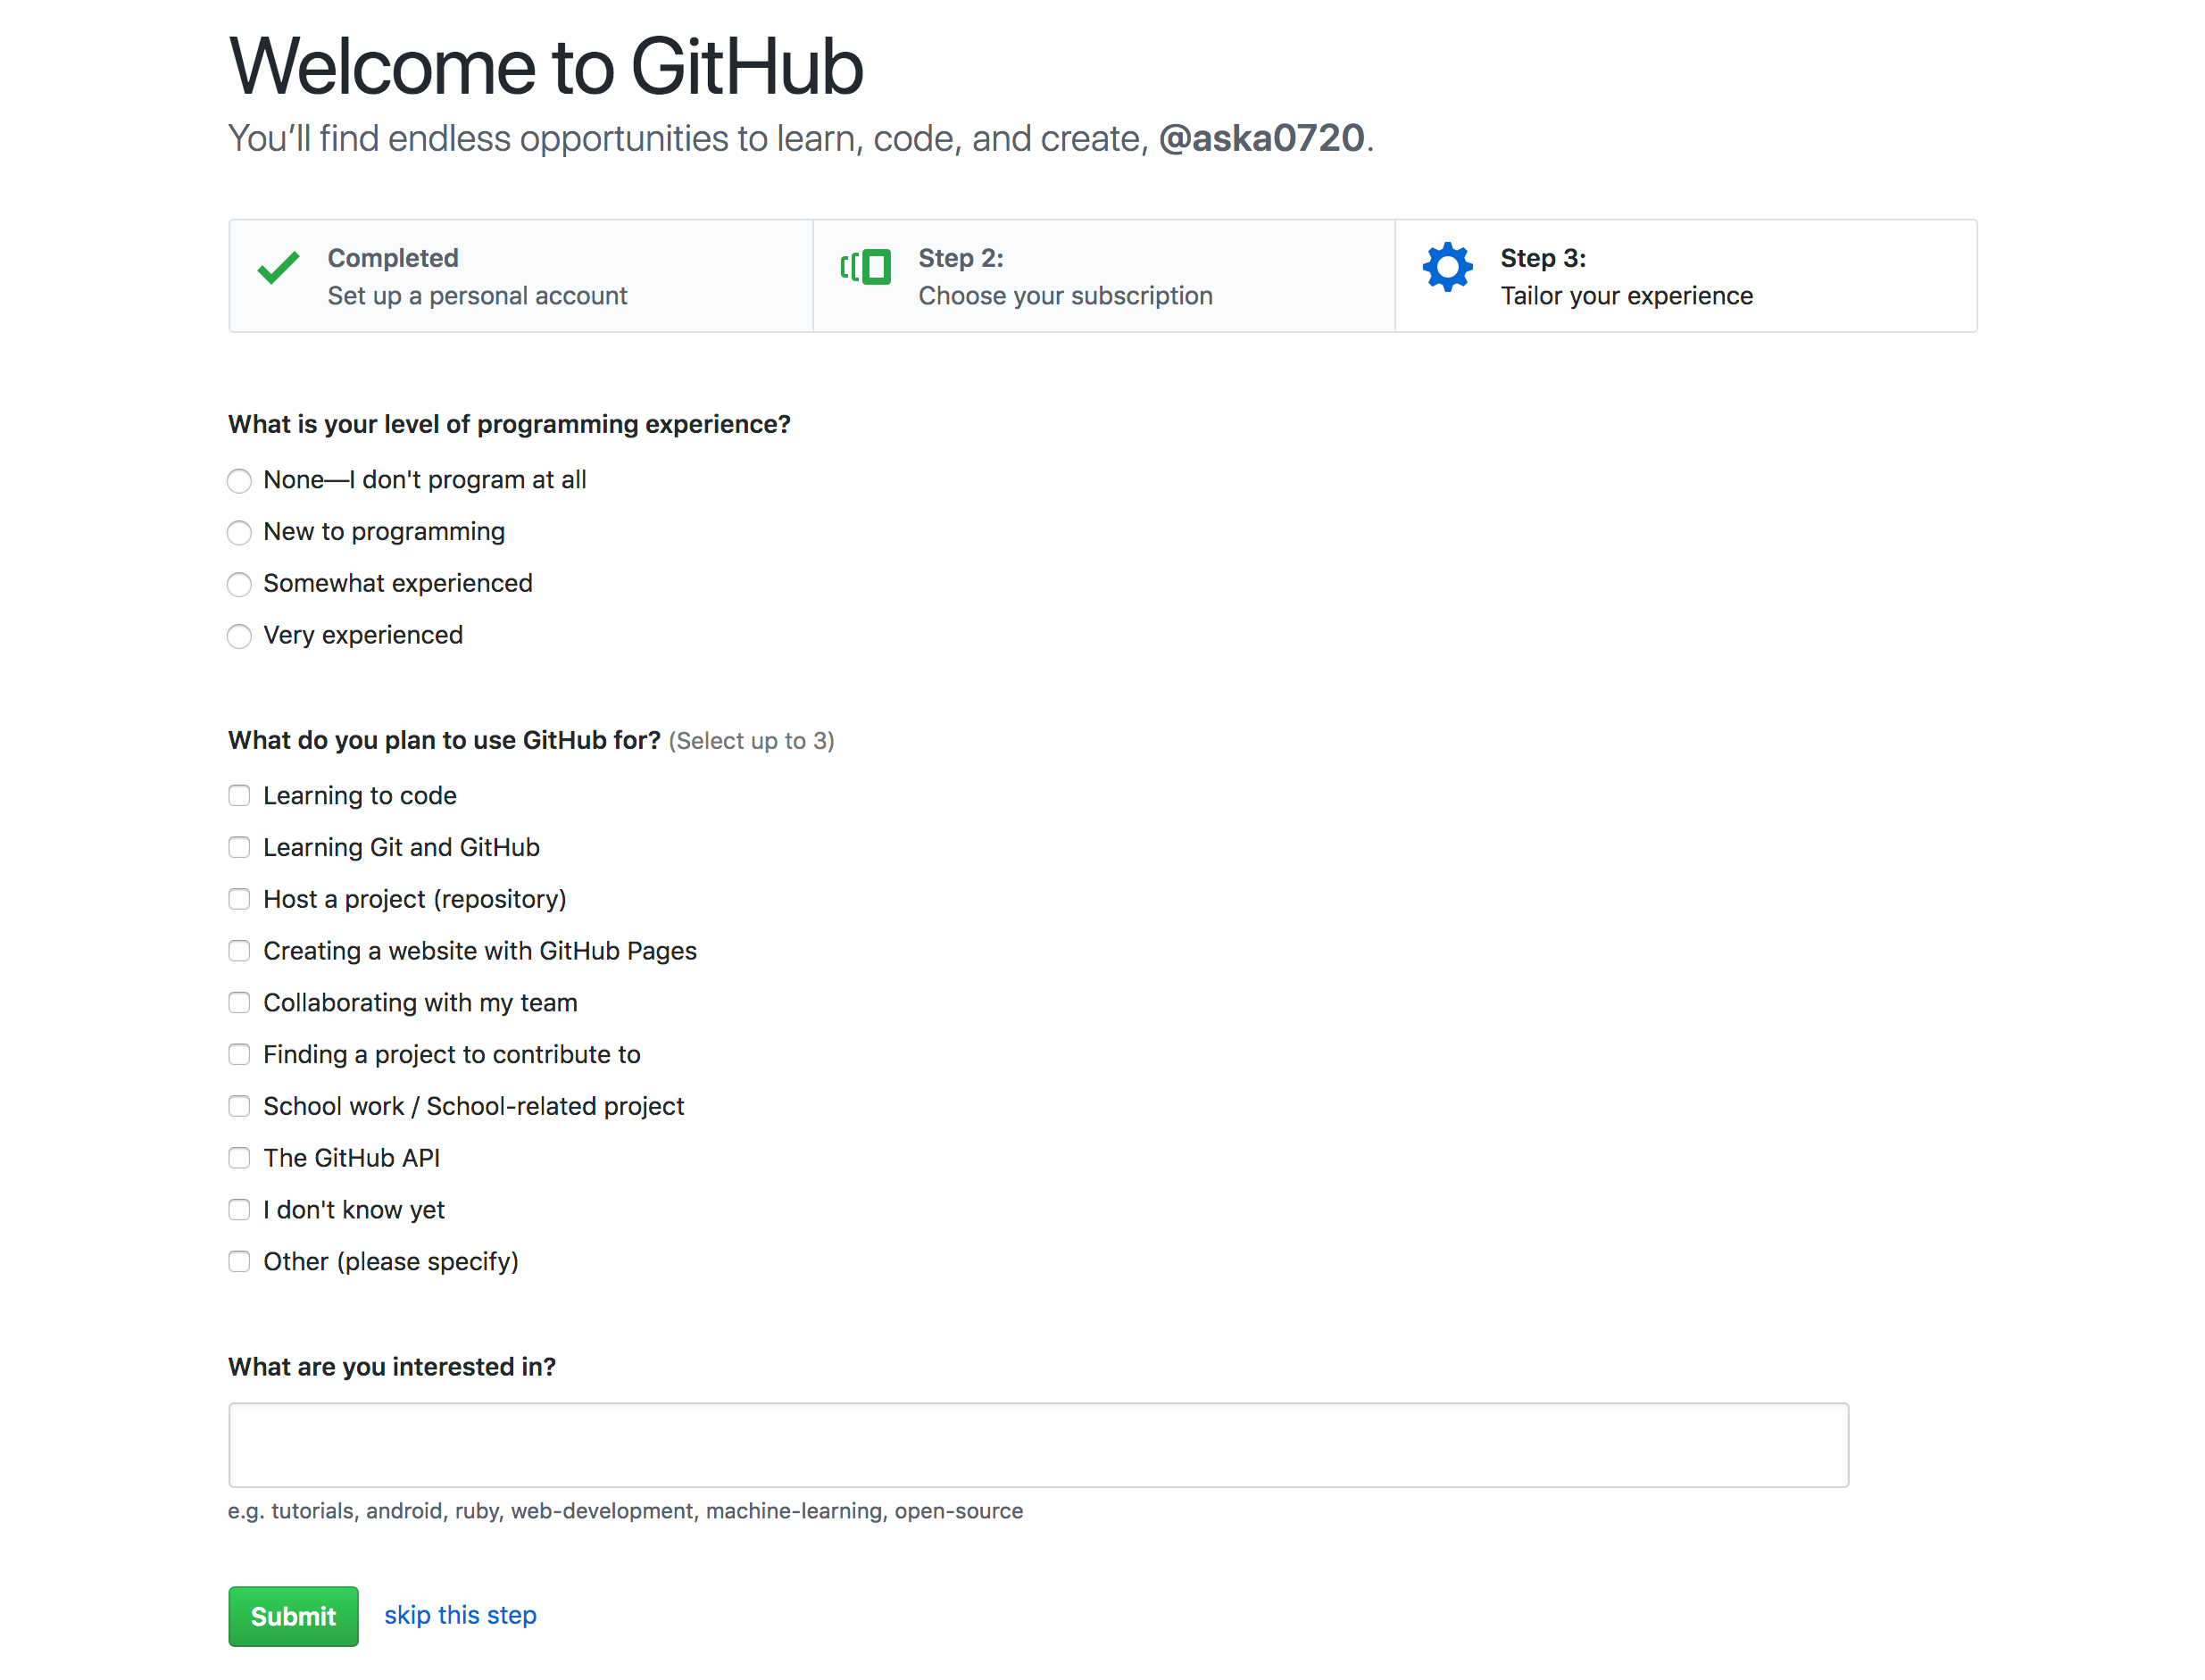 Welcome to GitHub
You’ll find endless opportunities to learn, code, and create, @aska0720.
Completed
Set up a personal account
Step 2:
Choose your subscription
Step 3:
Tailor your experience
What is your level of programming experience?
None—I don't program at all
New to programming
Somewhat experienced
Very experienced
What do you plan to use GitHub for? (Select up to 3)
Learning to code
Learning Git and GitHub
Host a project (repository)
Creating a website with GitHub Pages
Collaborating with my team
Finding a project to contribute to
School work / School-related project
The GitHub API
I don't know yet
Other (please specify)
What are you interested in?
e.g. tutorials, android, ruby, web-development, machine-learning, open-source
Submit skip this step